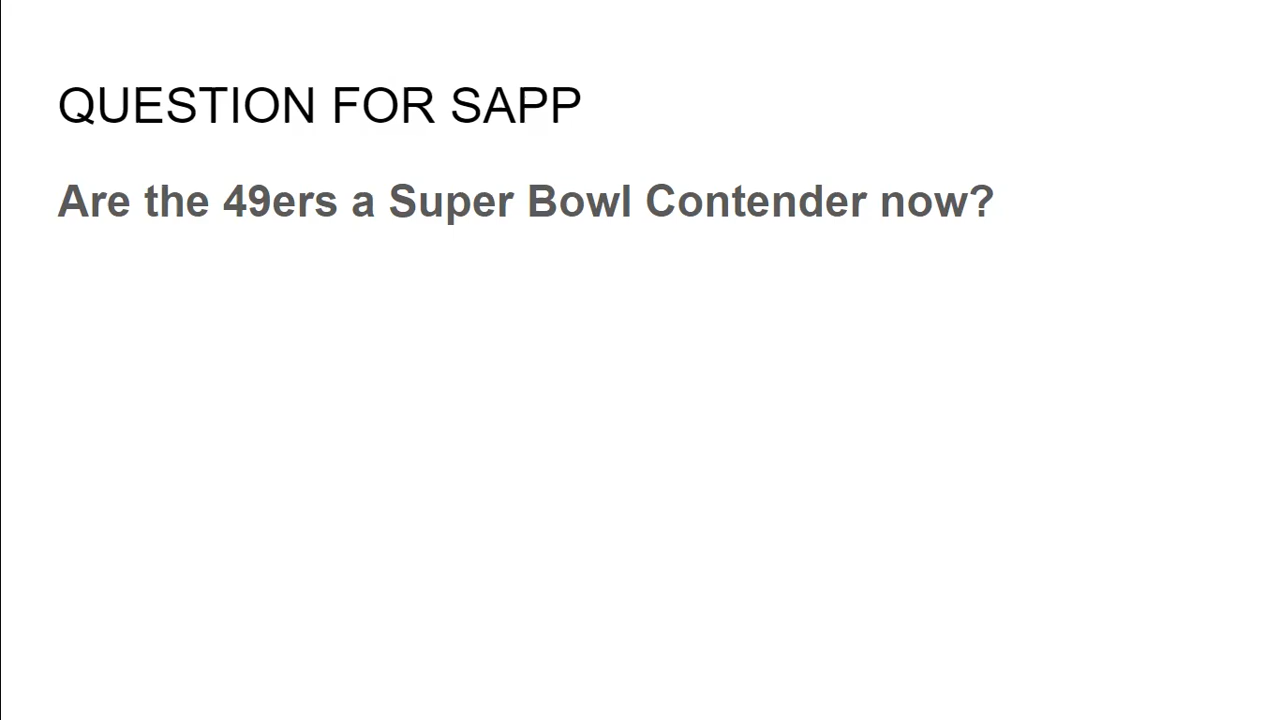 QUESTION FOR SAPP
Are the 49ers a Super Bowl Contender now?